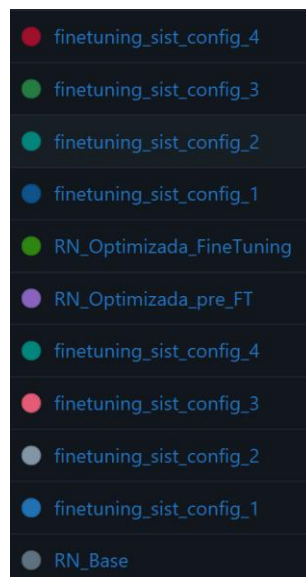 finetuning_sist_config_4
finetuning_sist_config_3
finetuning_sist_config_2
finetuning_sist_config_1
RN_Optimizada_FineTuning
RN_Optimizada_pre_FT
finetuning_sist_config_4
finetuning_sist_config_3
finetuning_sist_config_2
finetuning_sist_config_1
RN_Base